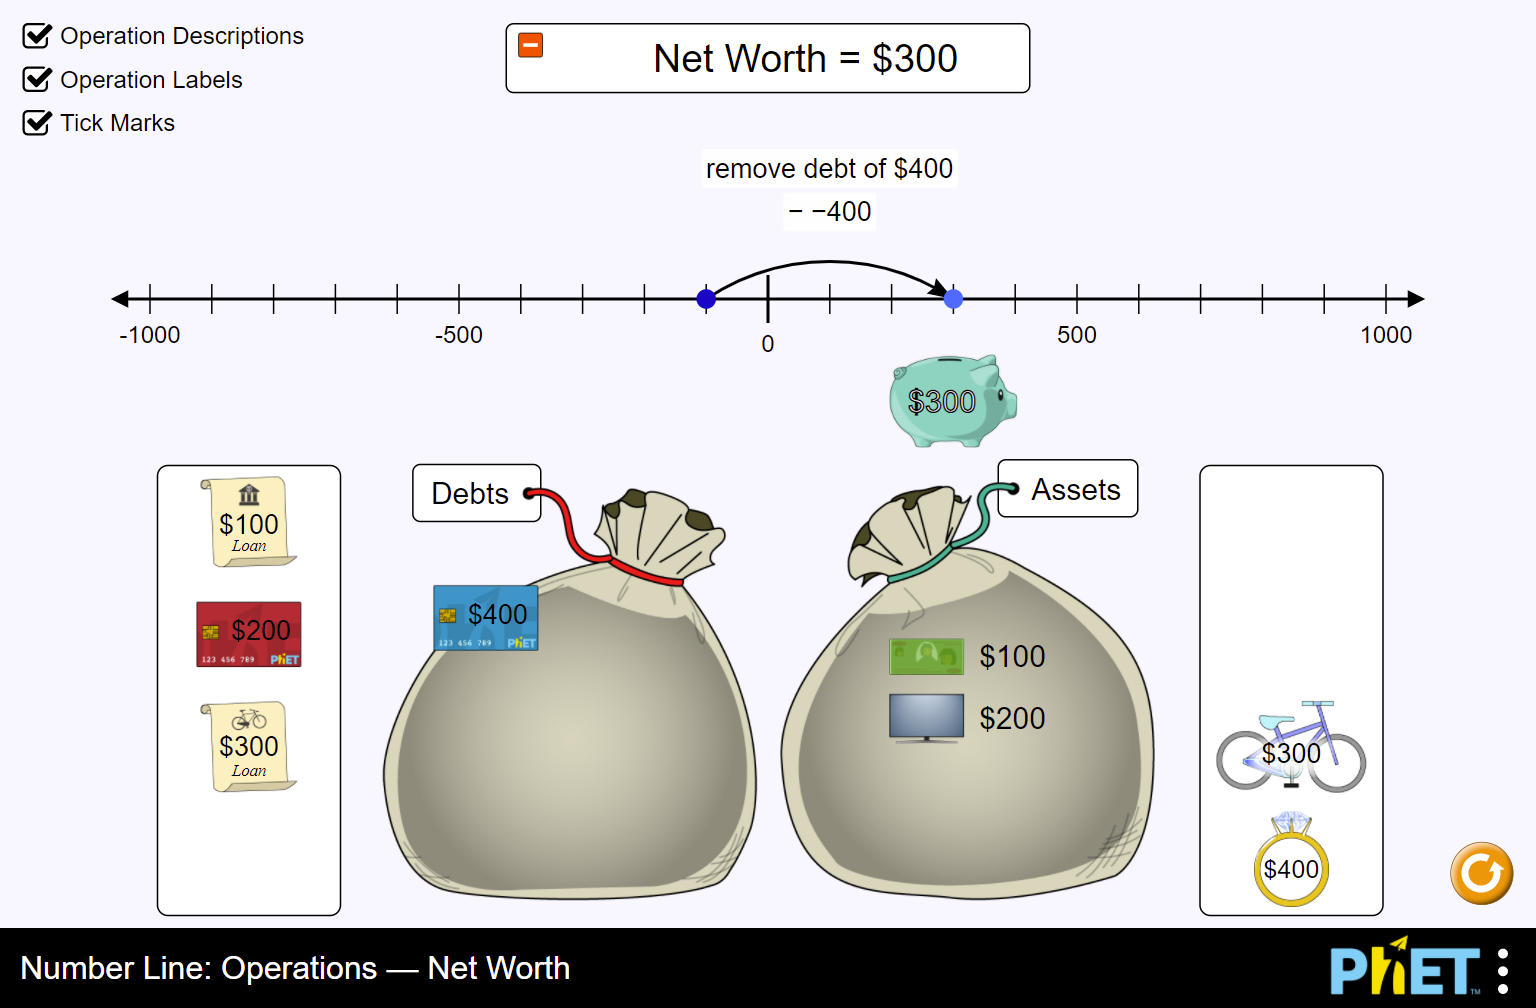 Operation Descriptions
Operation Labels
Tick Marks
Net Worth = $300
remove debt of $400
− −400
-1000
-500
0
500
1000
$300
Debts
Assets
$100
Loan
$200
123 456 789 PhET
$300
Loan
$400
123 456 789 PhET
$100
$200
$300
$400
Number Line: Operations — Net Worth
PhET™